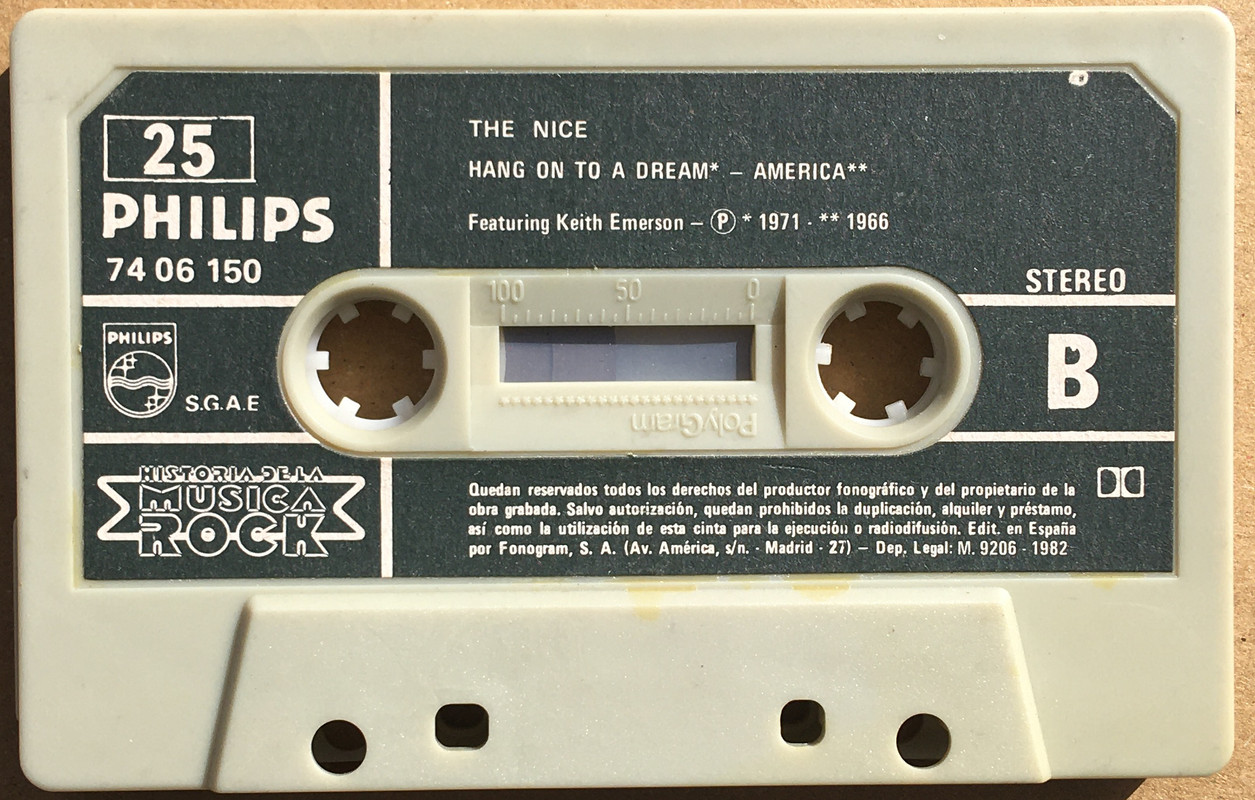 25
PHILIPS
74 06 150
THE NICE
HANG ON TO A DREAM* – AMERICA**
Featuring Keith Emerson – Ⓟ * 1971 - ** 1966
STEREO
100 50 0
PHILIPS
S.G.A.E
B
PolyGram
HISTORIA DE LA
MUSICA
ROCK
Quedan reservados todos los derechos del productor fonográfico y del propietario de la
obra grabada. Salvo autorización, quedan prohibidos la duplicación, alquiler y préstamo,
así como la utilización de esta cinta para la ejecución o radiodifusión. Edit. en España
por Fonogram, S. A. (Av. América, s/n. - Madrid - 27) – Dep. Legal: M. 9206 - 1982